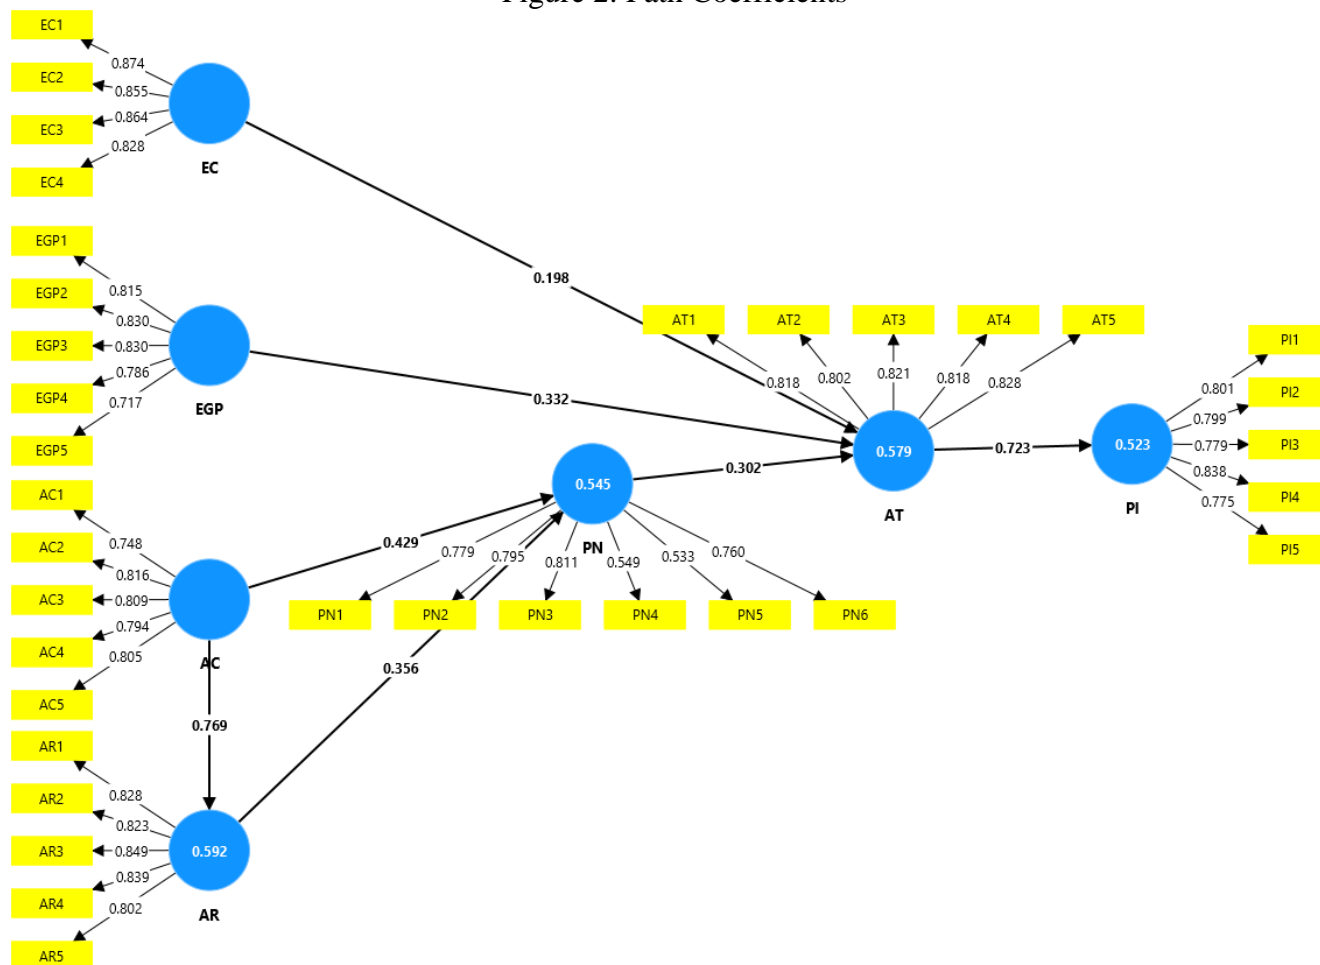 Figure 2. Path Coefficients
EC1
EC2
EC3
EC4
0.874
0.855
0.864
0.828
EC
EGP1
EGP2
EGP3
EGP4
EGP5
0.815
0.830
0.830
0.786
0.717
EGP
AC1
AC2
AC3
AC4
AC5
0.748
0.816
0.809
0.794
0.805
AC
0.769
AR1
AR2
AR3
AR4
AR5
0.828
0.823
0.849
0.839
0.802
0.592
AR
0.198
0.332
0.429
0.356
0.545
PN
0.779
0.795
0.811
0.549
0.533
0.760
PN1
PN2
PN3
PN4
PN5
PN6
0.302
AT1
AT2
AT3
AT4
AT5
0.818
0.802
0.821
0.818
0.828
0.579
AT
0.723
0.523
PI
0.801
0.799
0.779
0.838
0.775
PI1
PI2
PI3
PI4
PI5